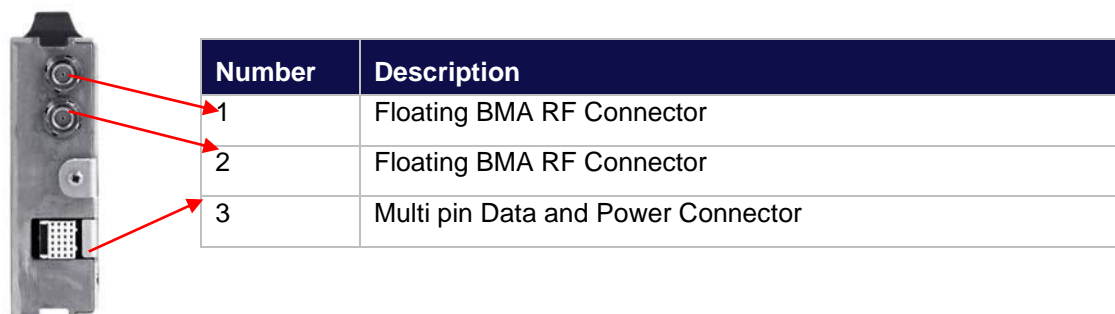 Number Description
1 Floating BMA RF Connector
2 Floating BMA RF Connector
3 Multi pin Data and Power Connector